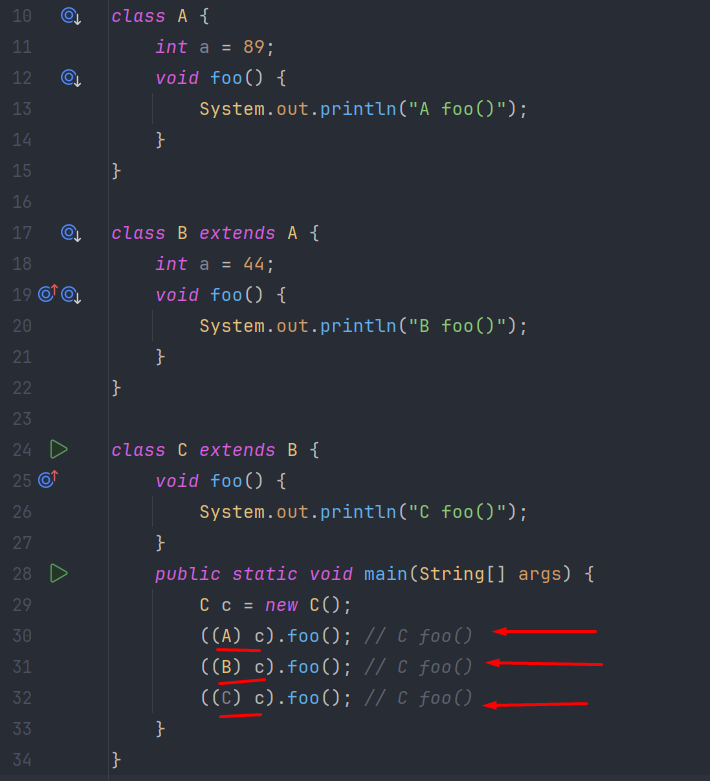 10 class A {
11     int a = 89;
12     void foo() {
13         System.out.println("A foo()");
14     }
15 }
16
17 class B extends A {
18     int a = 44;
19     void foo() {
20         System.out.println("B foo()");
21     }
22 }
23
24 class C extends B {
25     void foo() {
26         System.out.println("C foo()");
27     }
28     public static void main(String[] args) {
29         C c = new C();
30         ((A) c).foo(); // C foo()
31         ((B) c).foo(); // C foo()
32         ((C) c).foo(); // C foo()
33     }
34 }